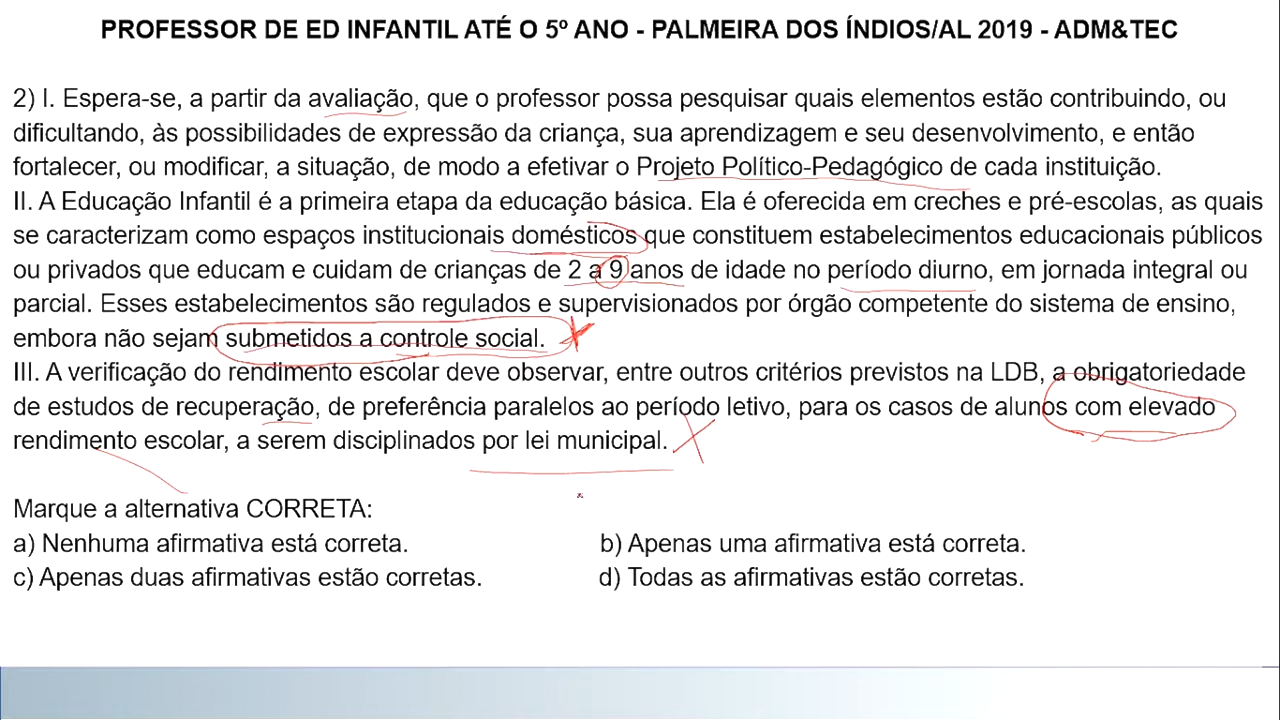 PROFESSOR DE ED INFANTIL ATÉ O 5º ANO - PALMEIRA DOS ÍNDIOS/AL 2019 - ADM&TEC
2) I. Espera-se, a partir da avaliação, que o professor possa pesquisar quais elementos estão contribuindo, ou
dificultando, às possibilidades de expressão da criança, sua aprendizagem e seu desenvolvimento, e então
fortalecer, ou modificar, a situação, de modo a efetivar o Projeto Político-Pedagógico de cada instituição.
II. A Educação Infantil é a primeira etapa da educação básica. Ela é oferecida em creches e pré-escolas, as quais
se caracterizam como espaços institucionais domésticos que constituem estabelecimentos educacionais públicos
ou privados que educam e cuidam de crianças de 2 a 9 anos de idade no período diurno, em jornada integral ou
parcial. Esses estabelecimentos são regulados e supervisionados por órgão competente do sistema de ensino,
embora não sejam submetidos a controle social.
III. A verificação do rendimento escolar deve observar, entre outros critérios previstos na LDB, a obrigatoriedade
de estudos de recuperação, de preferência paralelos ao período letivo, para os casos de alunos com elevado
rendimento escolar, a serem disciplinados por lei municipal.
Marque a alternativa CORRETA:
a) Nenhuma afirmativa está correta. b) Apenas uma afirmativa está correta.
c) Apenas duas afirmativas estão corretas. d) Todas as afirmativas estão corretas.